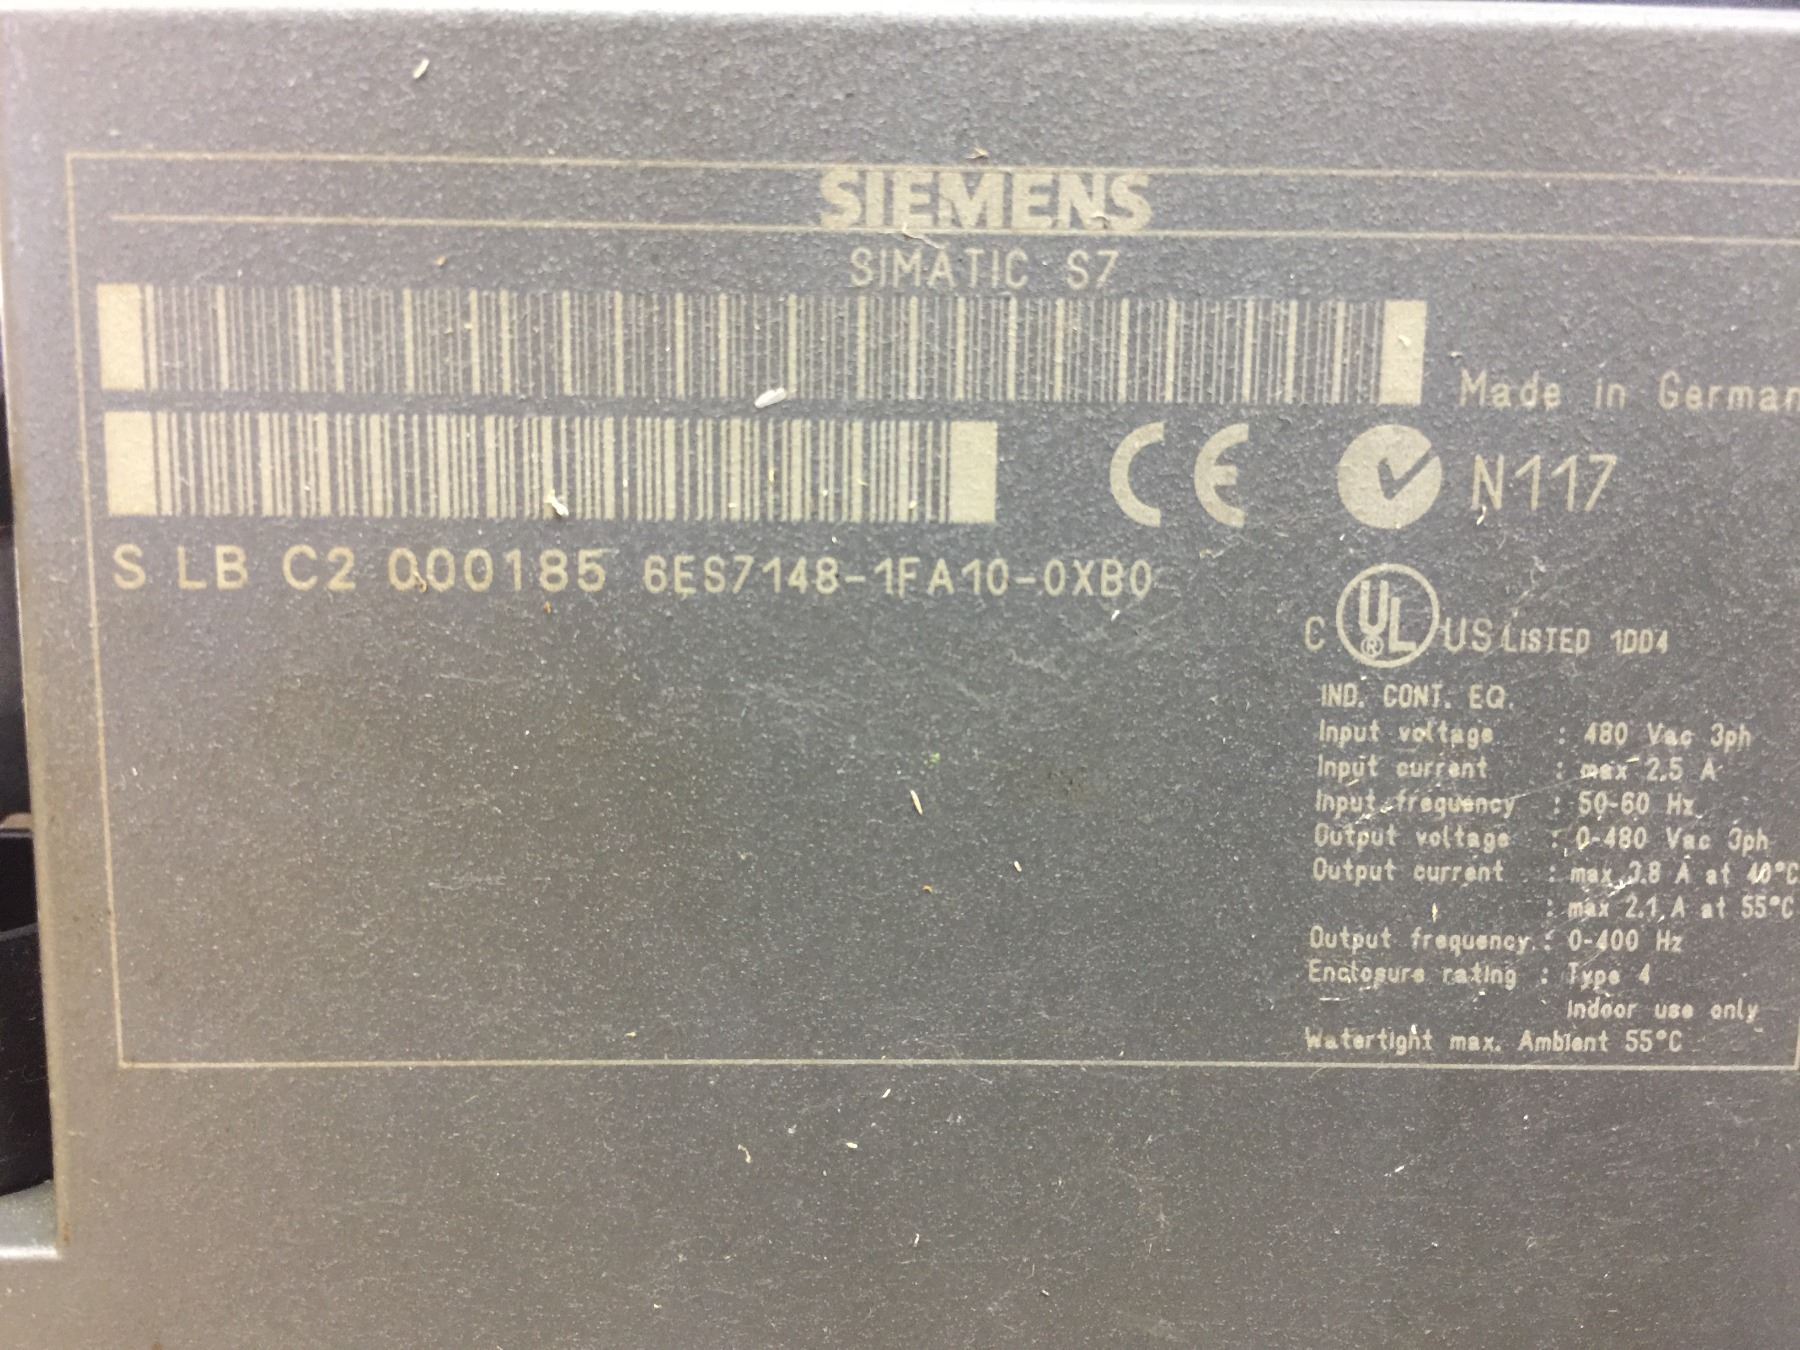 SIEMENS
SIMATIC S7
Made in German
N117
S LB C2 000185 6ES7148-1FA10-0XB0
C UL® US LISTED 1DD4
IND. CONT. EQ.
Input voltage : 480 Vac 3ph
Input current : max 2.5 A
Input frequency : 50-60 Hz
Output voltage : 0-480 Vac 3ph
Output current : max 3.8 A at 40°C
: max 2.1 A at 55°C
Output frequency : 0-400 Hz
Enclosure rating : Type 4
Indoor use only
Watertight max. Ambient 55°C